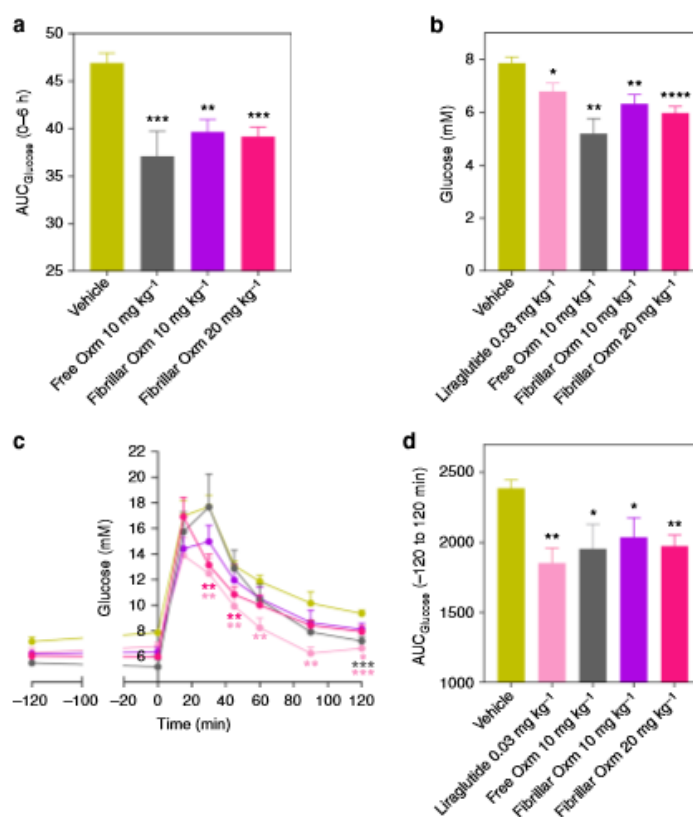 a
50
45
40
35
30
25
AUC Glucose (0–6 h)
***
**
***
Vehicle
Free Oxm 10 mg kg⁻¹
Fibrillar Oxm 10 mg kg⁻¹
Fibrillar Oxm 20 mg kg⁻¹
b
8
6
4
2
0
Glucose (mM)
*
**
**
****
Vehicle
Liraglutide 0.03 mg kg⁻¹
Free Oxm 10 mg kg⁻¹
Fibrillar Oxm 10 mg kg⁻¹
Fibrillar Oxm 20 mg kg⁻¹
c
22
20
18
16
14
12
10
8
6
Glucose (mM)
**
**
**
**
**
**
*
***
***
–120 –100 –20 0 20 40 60 80 100 120
Time (min)
d
2500
2000
1500
1000
AUC Glucose (–120 to 120 min)
**
*
*
**
Vehicle
Liraglutide 0.03 mg kg⁻¹
Free Oxm 10 mg kg⁻¹
Fibrillar Oxm 10 mg kg⁻¹
Fibrillar Oxm 20 mg kg⁻¹